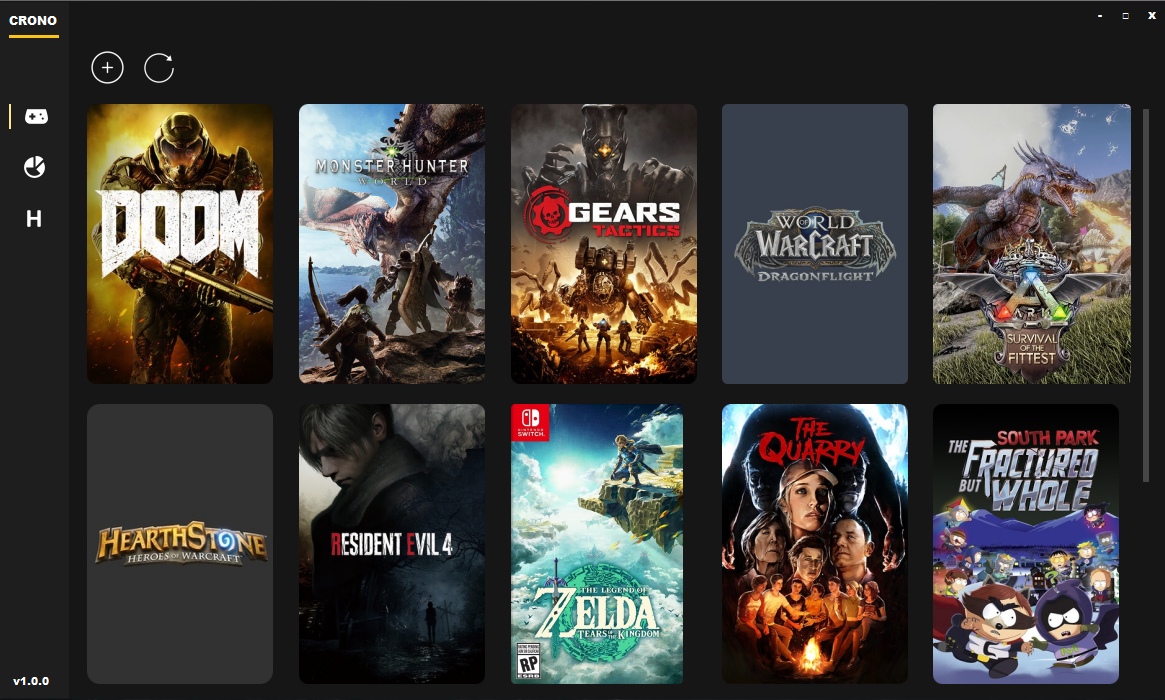 CRONO
H
v1.0.0
DOOM
MONSTER HUNTER
WORLD
GEARS
TACTICS
WORLD
OF
WARCRAFT
DRAGONFLIGHT
ARK
SURVIVAL
OF THE
FITTEST
HEARTHSTONE
HEROES OF WARCRAFT
RESIDENT EVIL 4
NINTENDO
SWITCH
THE LEGEND OF
ZELDA
TEARS OF THE KINGDOM
RP
ESRB
THE
QUARRY
SOUTH PARK
THE
FRACTURED
BUT
WHOLE